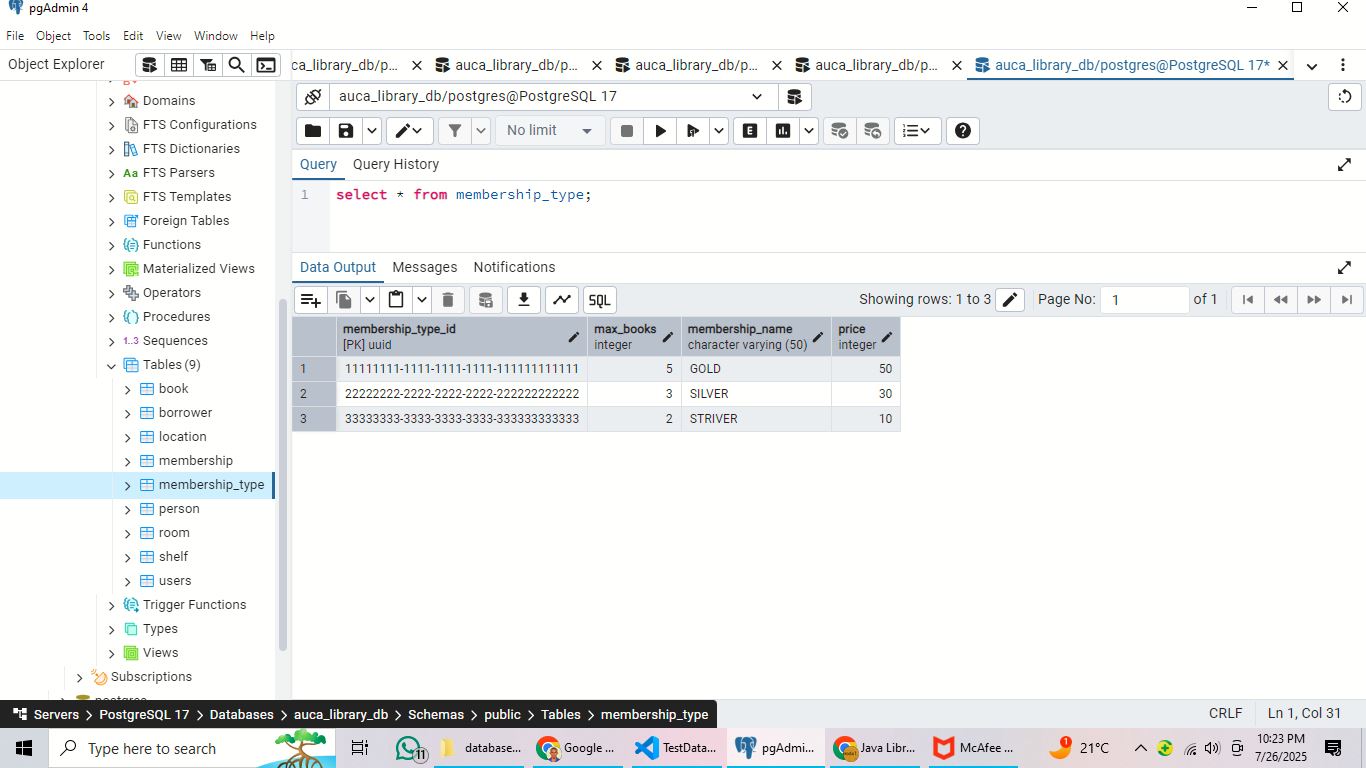 pgAdmin 4
File Object Tools Edit View Window Help
Object Explorer
ca_library_db/p...
auca_library_db/p...
auca_library_db/p...
auca_library_db/p...
auca_library_db/postgres@PostgreSQL 17*
auca_library_db/postgres@PostgreSQL 17
No limit
E
Query Query History
1 select * from membership_type;
Data Output Messages Notifications
SQL
Showing rows: 1 to 3
Page No: 1 of 1
membership_type_id max_books membership_name price
[PK] uuid integer character varying (50) integer
1 11111111-1111-1111-1111-111111111111 5 GOLD 50
2 22222222-2222-2222-2222-222222222222 3 SILVER 30
3 33333333-3333-3333-3333-333333333333 2 STRIVER 10
Domains
FTS Configurations
FTS Dictionaries
Aa FTS Parsers
FTS Templates
Foreign Tables
Functions
Materialized Views
Operators
Procedures
1..3 Sequences
Tables (9)
book
borrower
location
membership
membership_type
person
room
shelf
users
Trigger Functions
Types
Views
Subscriptions
Servers > PostgreSQL 17 > Databases > auca_library_db > Schemas > public > Tables > membership_type
CRLF Ln 1, Col 31
Type here to search
11
database...
Google ...
TestData...
pgAdmi...
Java Libr...
McAfee ...
1
21°C
10:23 PM
7/26/2025